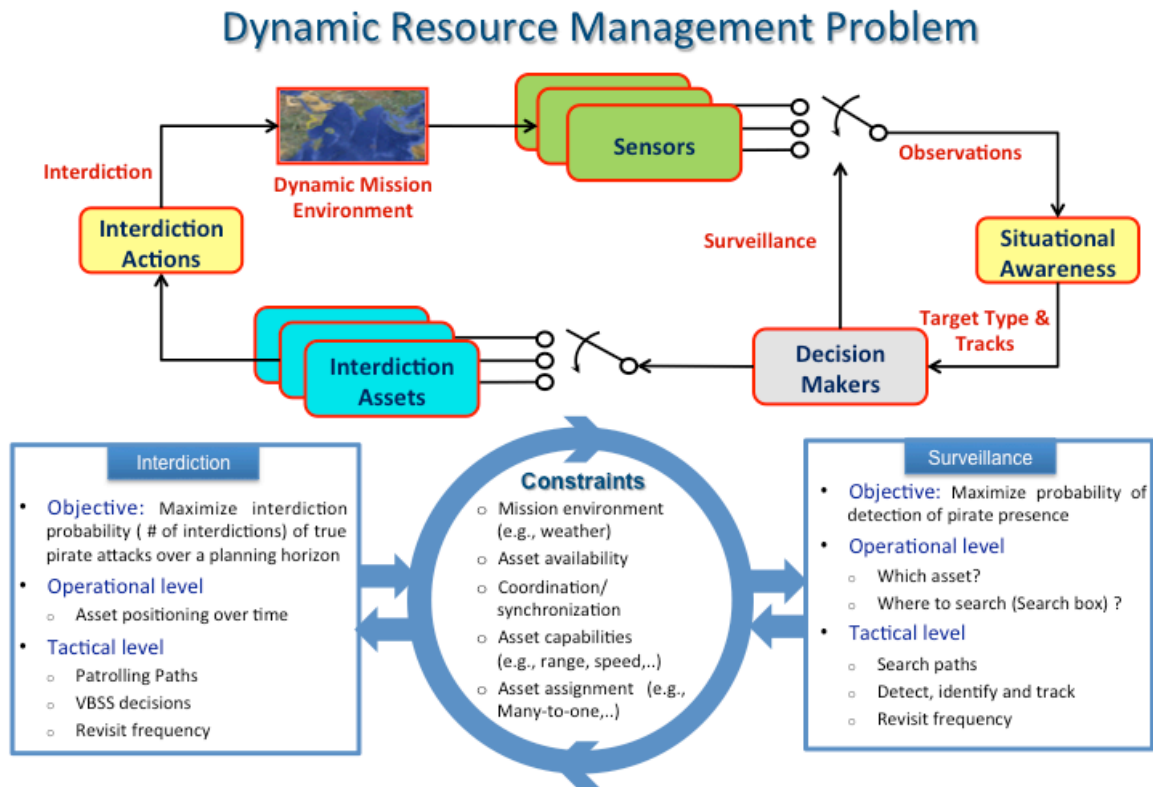 Dynamic Resource Management Problem
Sensors
Observations
Interdiction
Dynamic Mission
Environment
Interdiction
Actions
Surveillance
Situational
Awareness
Target Type &
Tracks
Interdiction
Assets
Decision
Makers
Interdiction
• Objective: Maximize interdiction
probability ( # of interdictions) of true
pirate attacks over a planning horizon
• Operational level
o Asset positioning over time
• Tactical level
o Patrolling Paths
o VBSS decisions
o Revisit frequency
Constraints
o Mission environment
(e.g., weather)
o Asset availability
o Coordination/
synchronization
o Asset capabilities
(e.g., range, speed,..)
o Asset assignment (e.g.,
Many-to-one,..)
Surveillance
• Objective: Maximize probability of
detection of pirate presence
• Operational level
o Which asset?
o Where to search (Search box) ?
• Tactical level
o Search paths
o Detect, identify and track
o Revisit frequency